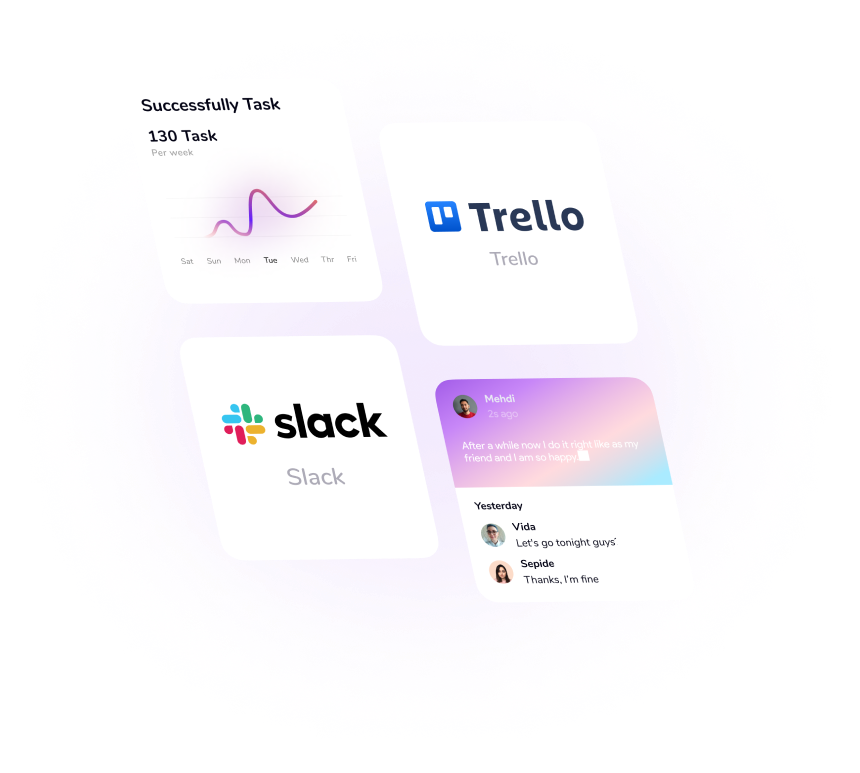 Successfully Task
130 Task
Per week
Sat Sun Mon Tue Wed Thr Fri
Trello
Trello
slack
Slack
Mehdi
2s ago
After a while now I do it right like as my
friend and I am so happy
Yesterday
Vida
Let's go tonight guys'
Sepide
Thanks, I'm fine